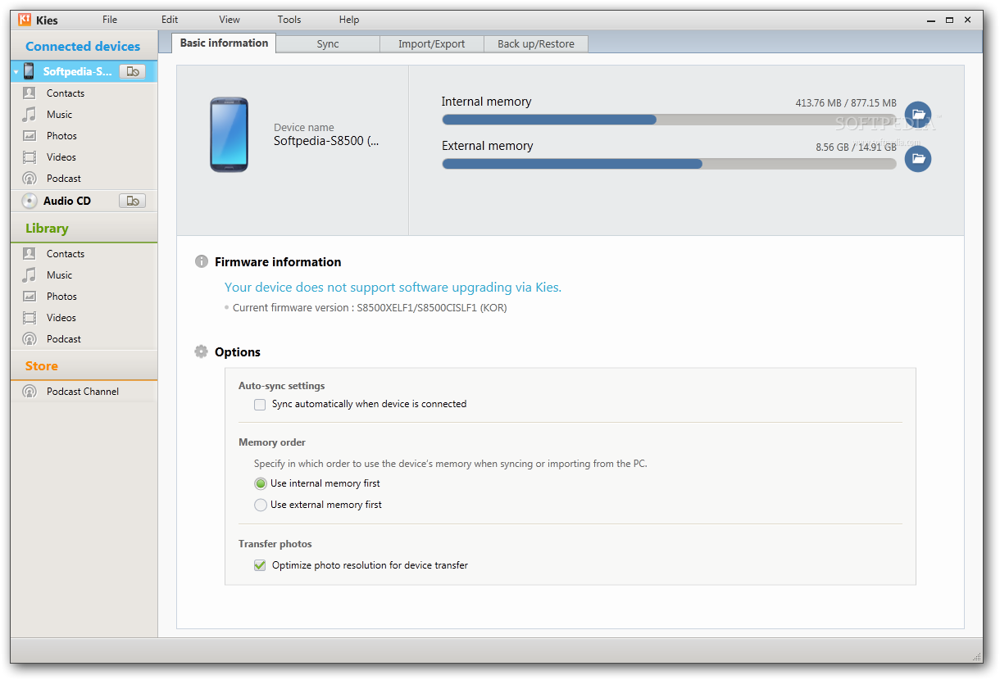 Kies File Edit View Tools Help
Connected devices
Softpedia-S...
Contacts
Music
Photos
Videos
Podcast
Audio CD
Library
Contacts
Music
Photos
Videos
Podcast
Store
Podcast Channel
Basic information Sync Import/Export Back up/Restore
Device name
Softpedia-S8500 (...
Internal memory 413.76 MB / 877.15 MB
SOFTPEDIA
www.softpedia.com
External memory 8.56 GB / 14.91 GB
Firmware information
Your device does not support software upgrading via Kies.
Current firmware version : S8500XELF1/S8500CISLF1 (KOR)
Options
Auto-sync settings
Sync automatically when device is connected
Memory order
Specify in which order to use the device's memory when syncing or importing from the PC.
Use internal memory first
Use external memory first
Transfer photos
Optimize photo resolution for device transfer